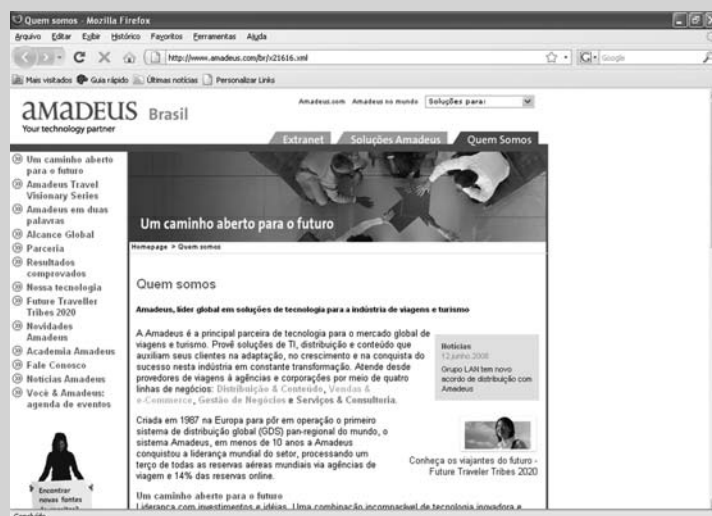 Quem somos - Mozilla Firefox
Arquivo Editar Exibir Histórico Favoritos Ferramentas Ajuda
http://www.amadeus.com/br/x21616.xml
Google
Mais visitados Guia rápido Últimas notícias Personalizar Links
aMaDEUS Brasil
Your technology partner
Amadeus.com Amadeus no mundo Soluções para:
Extranet Soluções Amadeus Quem Somos
Um caminho aberto
para o futuro
Amadeus Travel
Visionary Series
Amadeus em duas
palavras
Alcance Global
Parceria
Resultados
comprovados
Nossa tecnologia
Future Traveller
Tribes 2020
Novidades
Amadeus
Academia Amadeus
Fale Conosco
Notícias Amadeus
Você & Amadeus:
agenda de eventos
Encontrar
novas fontes
Um caminho aberto para o futuro
Homepage > Quem somos
Quem somos
Amadeus, líder global em soluções de tecnologia para a indústria de viagens e turismo
A Amadeus é a principal parceira de tecnologia para o mercado global de
viagens e turismo. Provê soluções de TI, distribuição e conteúdo que
auxiliam seus clientes na adaptação, no crescimento e na conquista do
sucesso nesta indústria em constante transformação. Atende desde
provedores de viagens à agências e corporações por meio de quatro
linhas de negócios: Distribuição & Conteúdo, Vendas &
e-Commerce, Gestão de Negócios e Serviços & Consultoria.
Criada em 1987 na Europa para pôr em operação o primeiro
sistema de distribuição global (GDS) pan-regional do mundo, o
sistema Amadeus, em menos de 10 anos a Amadeus
conquistou a liderança mundial do setor, processando um
terço de todas as reservas aéreas mundiais via agências de
viagem e 14% das reservas online.
Um caminho aberto para o futuro
Liderança com investimentos e idéias. Uma combinação incomparável de tecnologia inovadora e
Notícias
12 junho 2008
Grupo LAN tem novo
acordo de distribuição com
Amadeus
Conheça os viajantes do futuro -
Future Traveler Tribes 2020